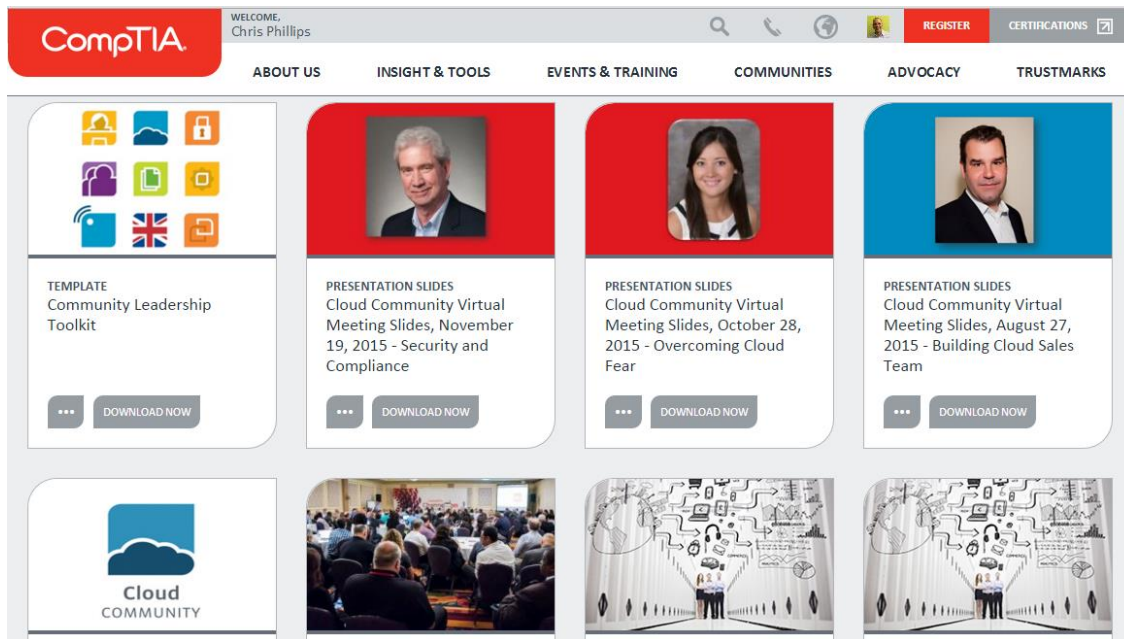 CompTIA.
WELCOME,
Chris Phillips
REGISTER
CERTIFICATIONS
ABOUT US
INSIGHT & TOOLS
EVENTS & TRAINING
COMMUNITIES
ADVOCACY
TRUSTMARKS
TEMPLATE
Community Leadership
Toolkit
DOWNLOAD NOW
PRESENTATION SLIDES
Cloud Community Virtual
Meeting Slides, November
19, 2015 - Security and
Compliance
DOWNLOAD NOW
PRESENTATION SLIDES
Cloud Community Virtual
Meeting Slides, October 28,
2015 - Overcoming Cloud
Fear
DOWNLOAD NOW
PRESENTATION SLIDES
Cloud Community Virtual
Meeting Slides, August 27,
2015 - Building Cloud Sales
Team
DOWNLOAD NOW
Cloud
COMMUNITY